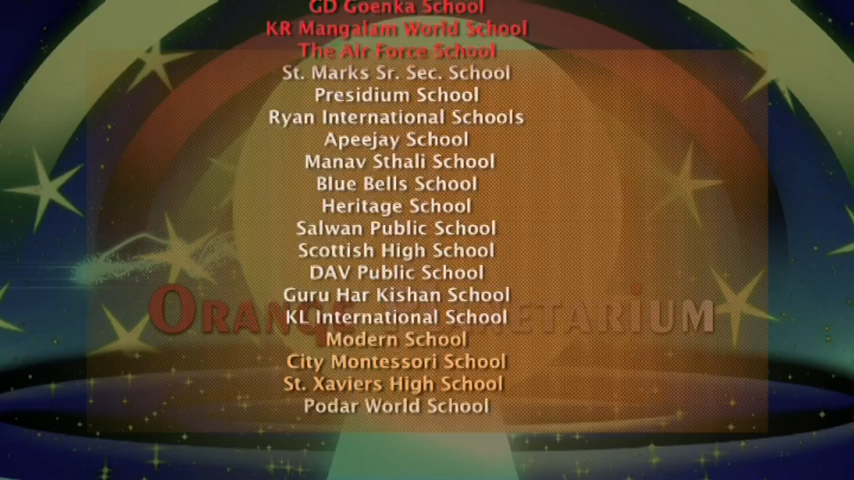 GD Goenka School
KR Mangalam World School
The Air Force School
St. Marks Sr. Sec. School
Presidium School
Ryan International Schools
Apeejay School
Manav Sthali School
Blue Bells School
Heritage School
Salwan Public School
Scottish High School
DAV Public School
Guru Har Kishan School
KL International School
Orange Planetarium
Modern School
City Montessori School
St. Xaviers High School
Podar World School